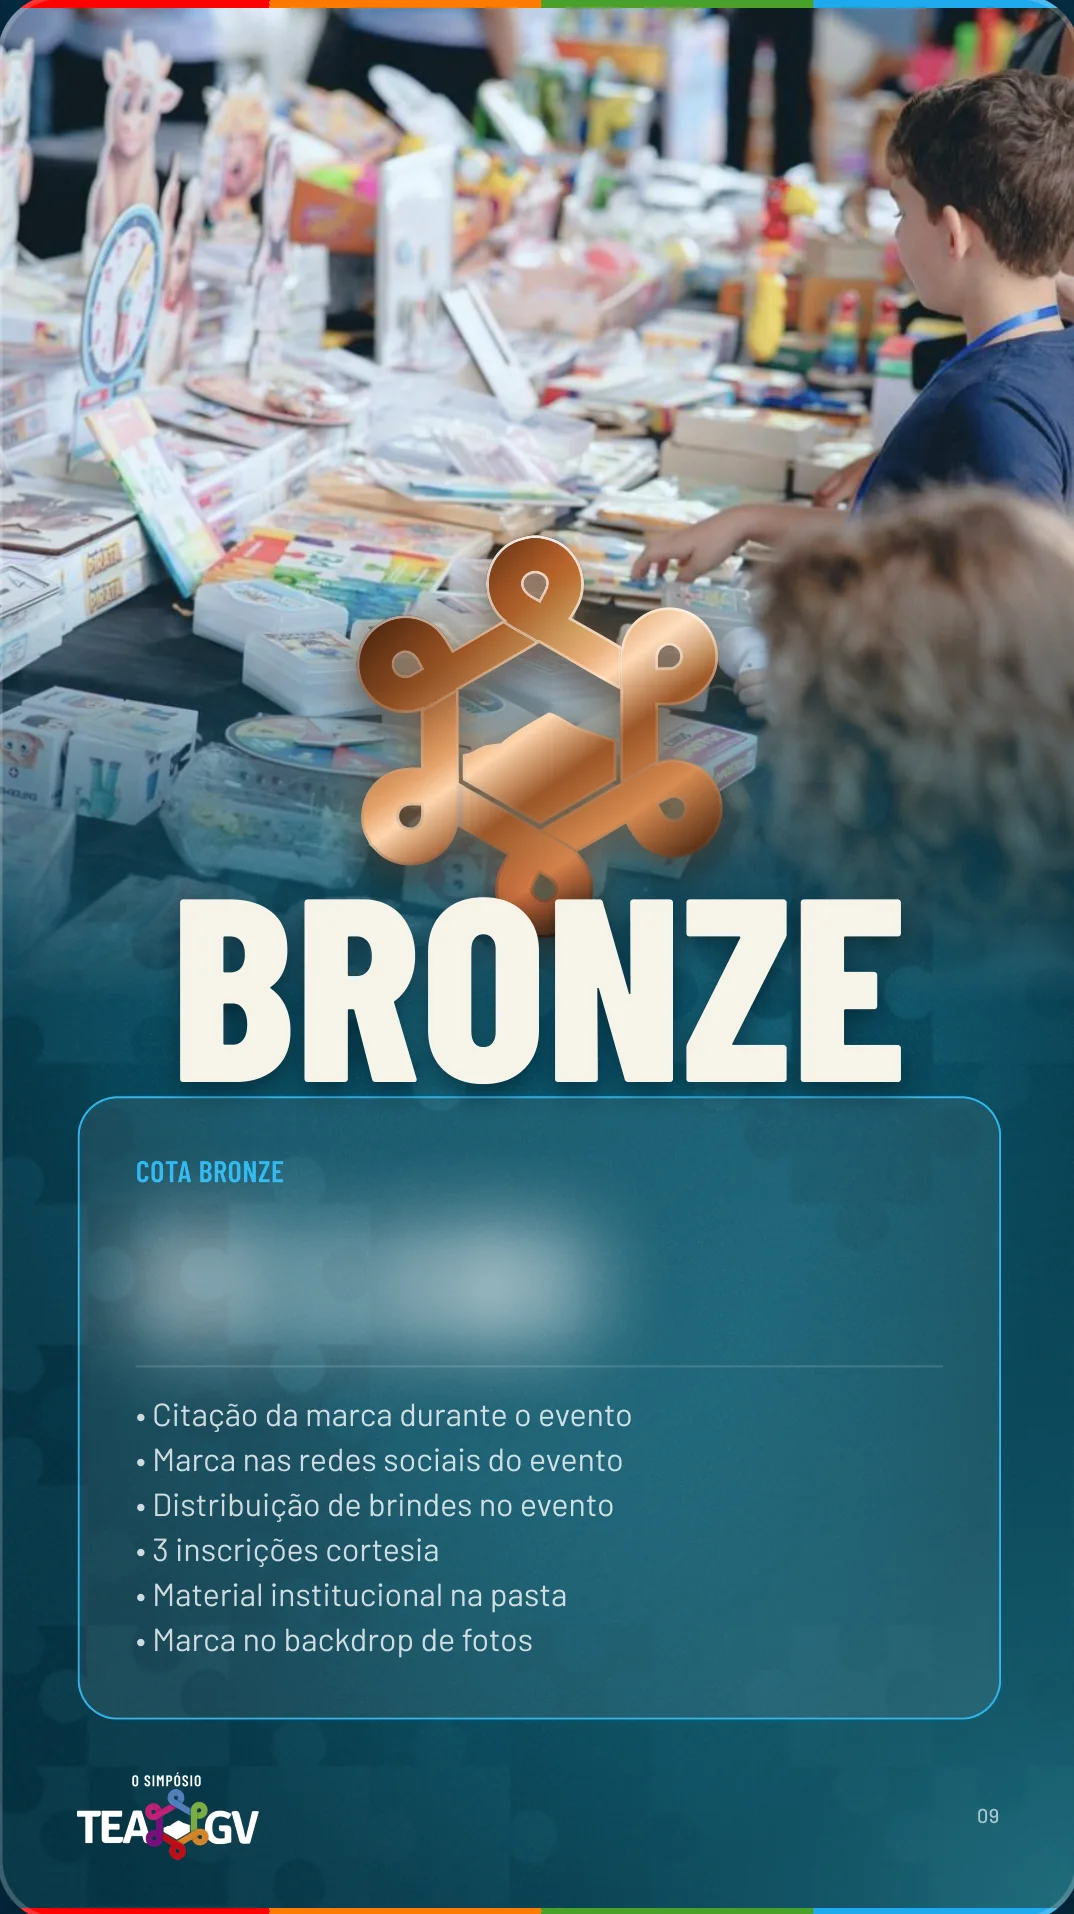 BRONZE
COTA BRONZE
• Citação da marca durante o evento
• Marca nas redes sociais do evento
• Distribuição de brindes no evento
• 3 inscrições cortesia
• Material institucional na pasta
• Marca no backdrop de fotos
O SIMPÓSIO
TEA GV
09